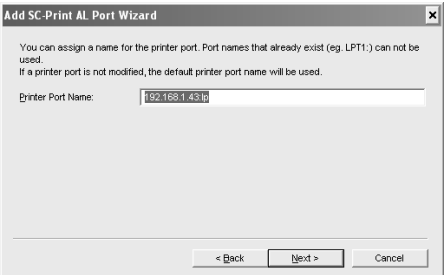 Add SC-Print AL Port Wizard
You can assign a name for the printer port. Port names that already exist (eg. LPT1:) can not be
used.
If a printer port is not modified, the default printer port name will be used.
Printer Port Name:
192.168.1.43:lp
< Back
Next >
Cancel